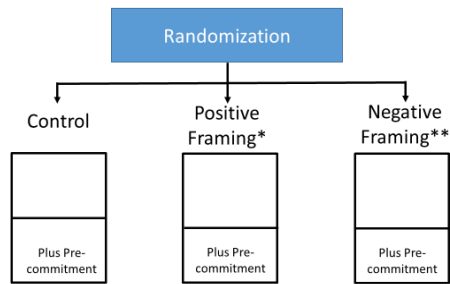 Randomization
Control
Positive
Framing*
Negative
Framing**
Plus Pre-
commitment
Plus Pre-
commitment
Plus Pre-
commitment